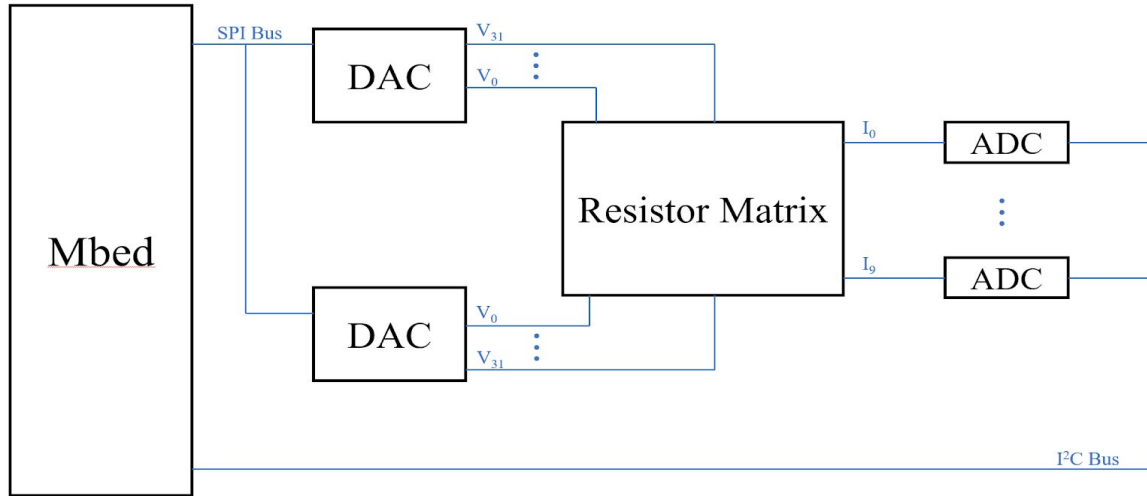 SPI Bus
V₃₁
DAC
V₀
I₀
ADC
Resistor Matrix
Mbed
I₉
ADC
V₀
DAC
V₃₁
I²C Bus